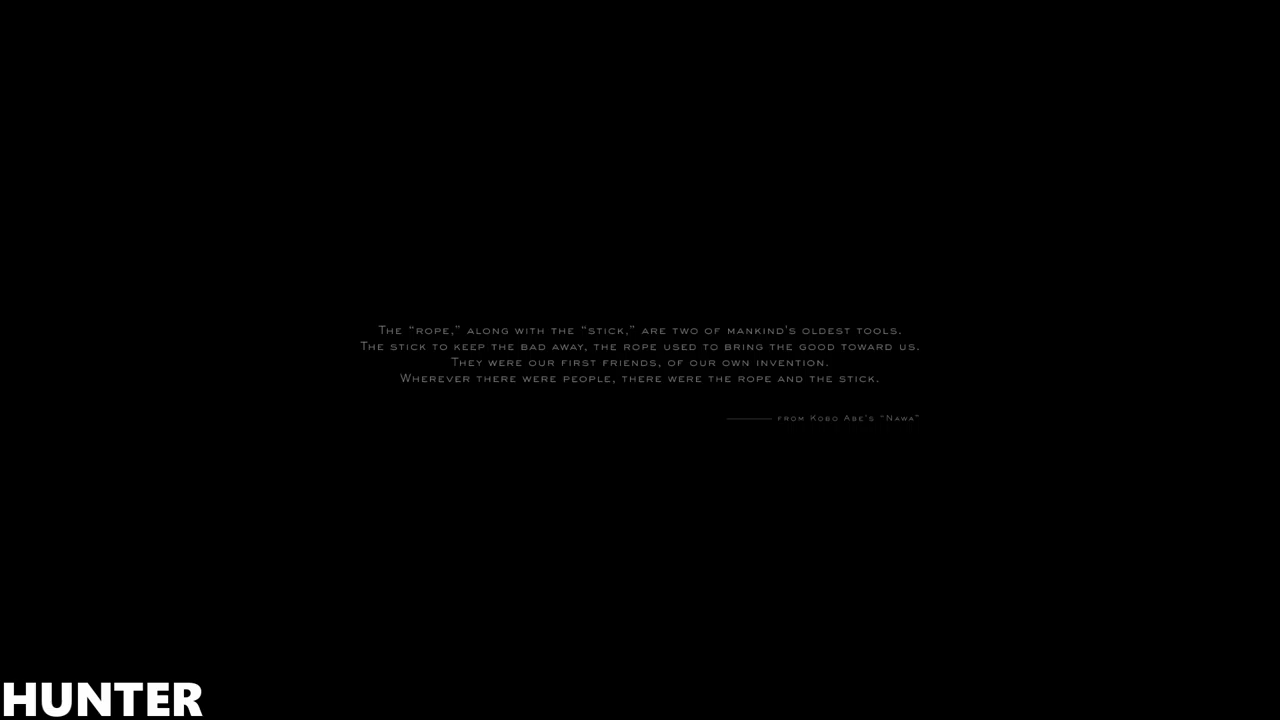 The “rope,” along with the “stick,” are two of mankind's oldest tools.
The stick to keep the bad away, the rope used to bring the good toward us.
They were our first friends, of our own invention.
Wherever there were people, there were the rope and the stick.
from Kobo Abe's “Nawa”
HUNTER